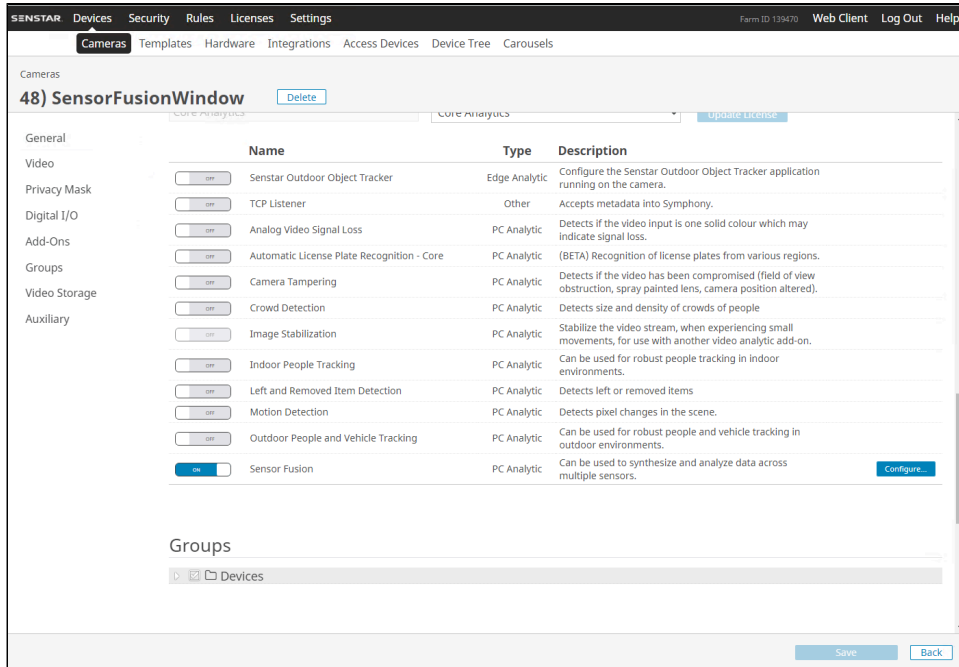 SENSTAR Devices Security Rules Licenses Settings Farm ID 139470 Web Client Log Out Help
Cameras Templates Hardware Integrations Access Devices Device Tree Carousels
Cameras
48) SensorFusionWindow Delete
Core Analytics Core Analytics Update License
General
Video
Privacy Mask
Digital I/O
Add-Ons
Groups
Video Storage
Auxiliary
Name Type Description
OFF Senstar Outdoor Object Tracker Edge Analytic Configure the Senstar Outdoor Object Tracker application
running on the camera.
OFF TCP Listener Other Accepts metadata into Symphony.
OFF Analog Video Signal Loss PC Analytic Detects if the video input is one solid colour which may
indicate signal loss.
OFF Automatic License Plate Recognition - Core PC Analytic (BETA) Recognition of license plates from various regions.
OFF Camera Tampering PC Analytic Detects if the video has been compromised (field of view
obstruction, spray painted lens, camera position altered).
OFF Crowd Detection PC Analytic Detects size and density of crowds of people
OFF Image Stabilization PC Analytic Stabilize the video stream, when experiencing small
movements, for use with another video analytic add-on.
OFF Indoor People Tracking PC Analytic Can be used for robust people tracking in indoor
environments.
OFF Left and Removed Item Detection PC Analytic Detects left or removed items
OFF Motion Detection PC Analytic Detects pixel changes in the scene.
OFF Outdoor People and Vehicle Tracking PC Analytic Can be used for robust people and vehicle tracking in
outdoor environments.
ON Sensor Fusion PC Analytic Can be used to synthesize and analyze data across
multiple sensors. Configure...
Groups
Devices
Save Back